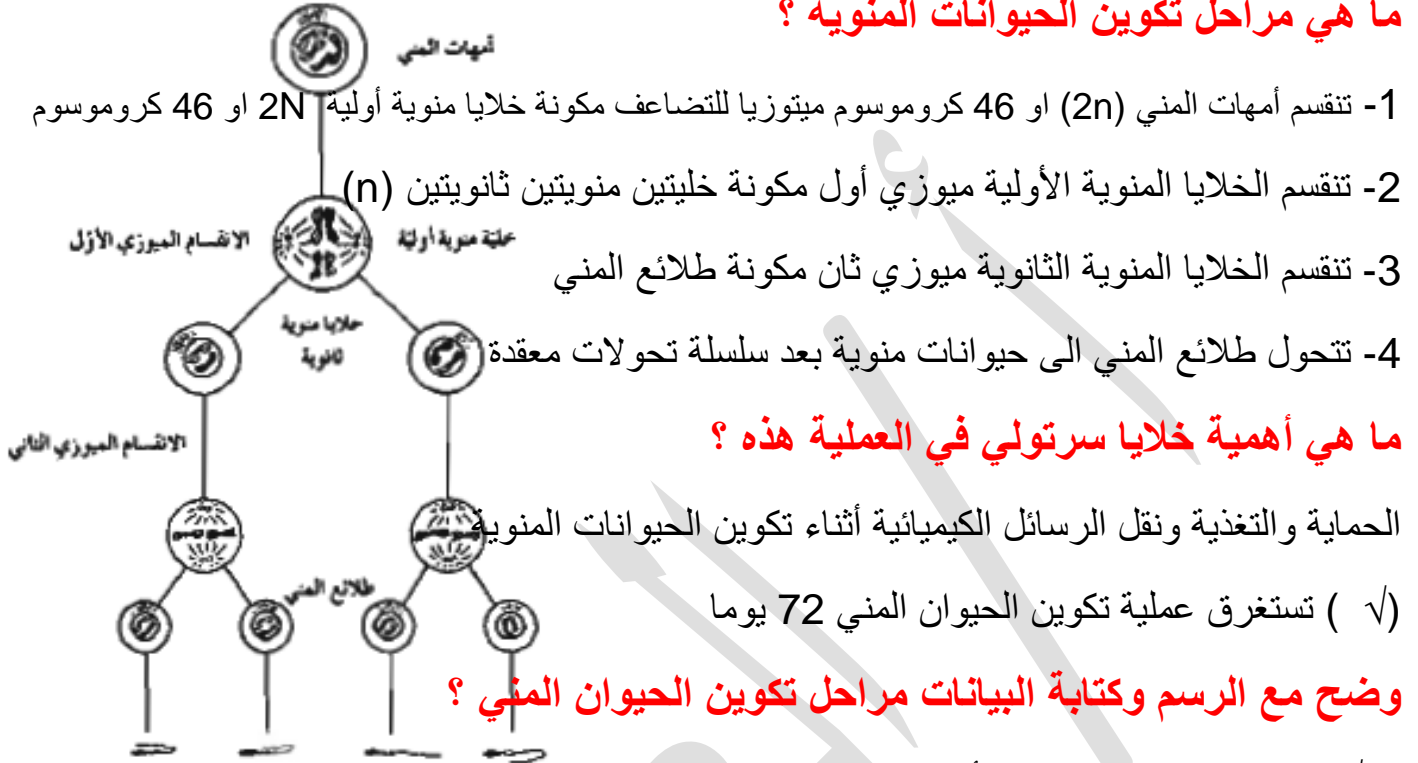 ما هي مراحل تكوين الحيوانات المنوية ؟
أمهات المني
1- تنقسم أمهات المني (2n) او 46 كروموسوم ميتوزيا للتضاعف مكونة خلايا منوية أولية 2N او 46 كروموسوم
2- تنقسم الخلايا المنوية الأولية ميوزي أول مكونة خليتين منويتين ثانويتين (n)
خلية منوية أولية
الانقسام الميوزي الأول
3- تنقسم الخلايا المنوية الثانوية ميوزي ثان مكونة طلائع المني
خلايا منوية
ثانوية
4- تتحول طلائع المني الى حيوانات منوية بعد سلسلة تحولات معقدة
ما هي أهمية خلايا سرتولي في العملية هذه ؟
الانقسام الميوزي الثاني
الحماية والتغذية ونقل الرسائل الكيميائية أثناء تكوين الحيوانات المنوية
طلائع المني
(√ ) تستغرق عملية تكوين الحيوان المني 72 يوما
وضح مع الرسم وكتابة البيانات مراحل تكوين الحيوان المني ؟